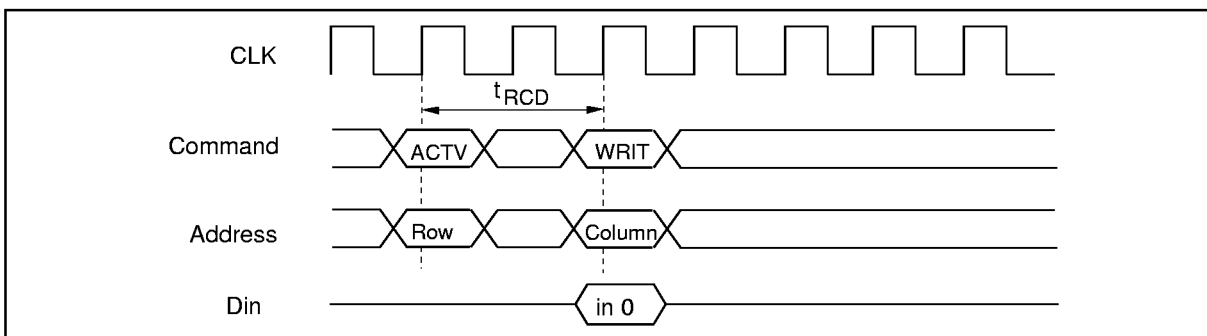 CLK
tRCD
Command ACTV WRIT
Address Row Column
Din in 0